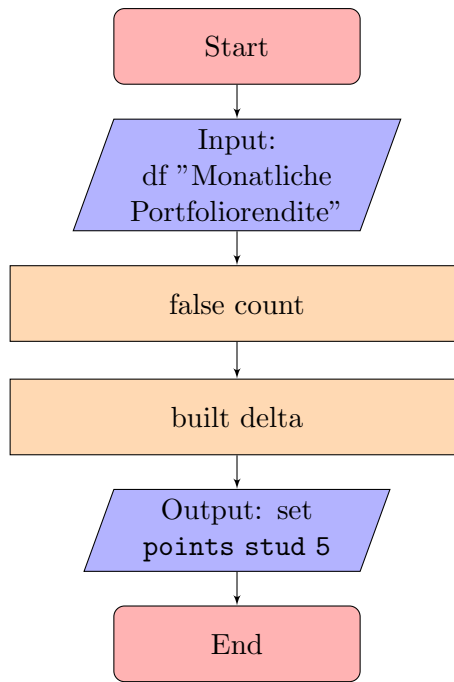 Start
Input:
df ”Monatliche
Portfoliorendite”
false count
built delta
Output: set
points stud 5
End